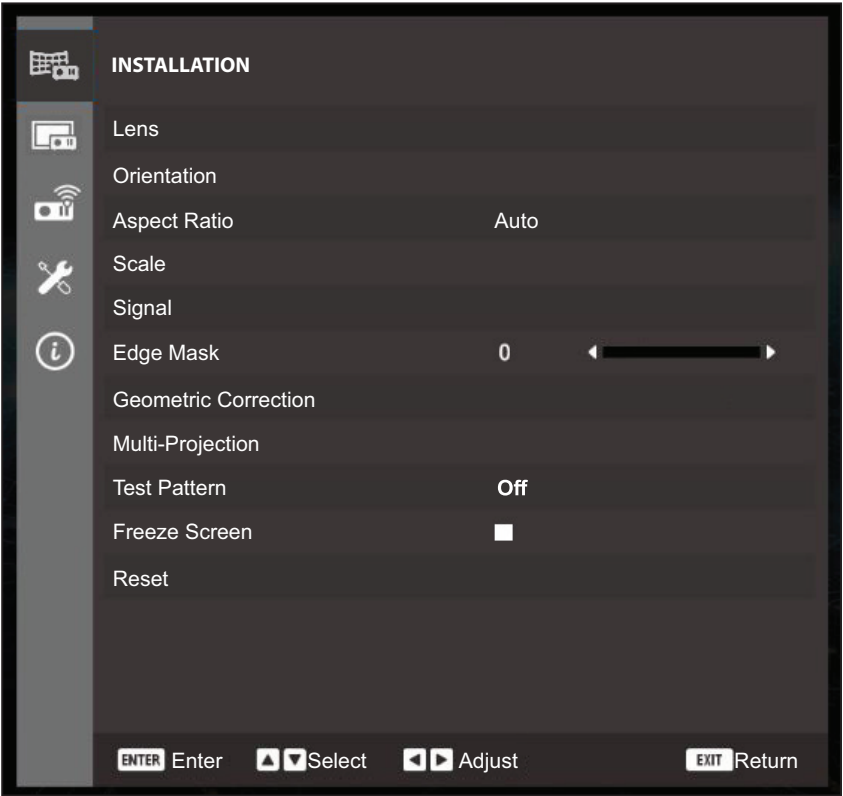 INSTALLATION
Lens
Orientation
Aspect Ratio Auto
Scale
Signal
Edge Mask 0
Geometric Correction
Multi-Projection
Test Pattern Off
Freeze Screen
Reset
ENTER Enter Select Adjust EXIT Return